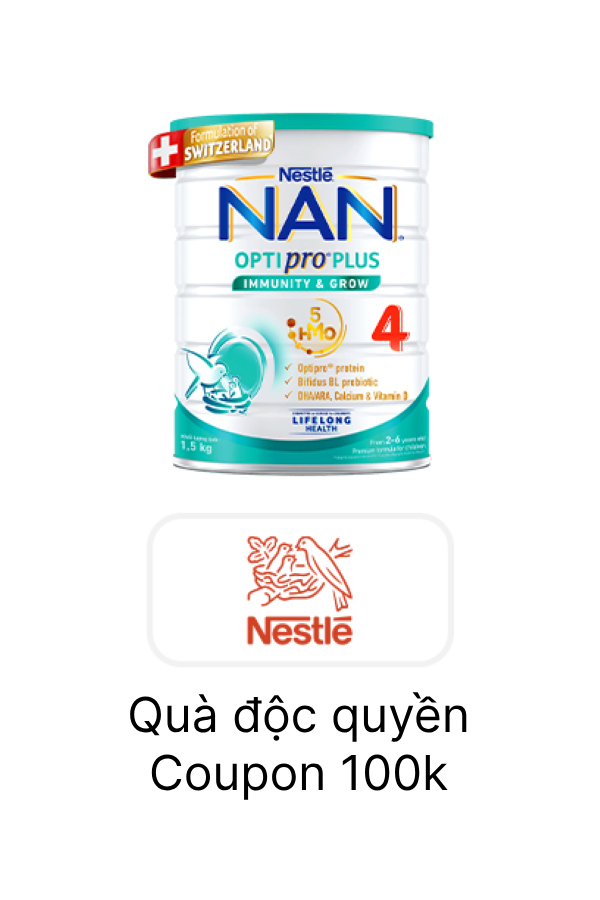 Formulation of
SWITZERLAND
Nestlé
NAN
OPTIpro® PLUS
IMMUNITY & GROW
5
HMO
4
✓ Optipro® protein
✓ Bifidus BL probiotic
✓ DHA/ARA, Calcium & Vitamin D
LIFELONG
HEALTH
1,5 kg
From 2-6 years old
Premium formula for children
Nestlé
Quà độc quyền
Coupon 100k